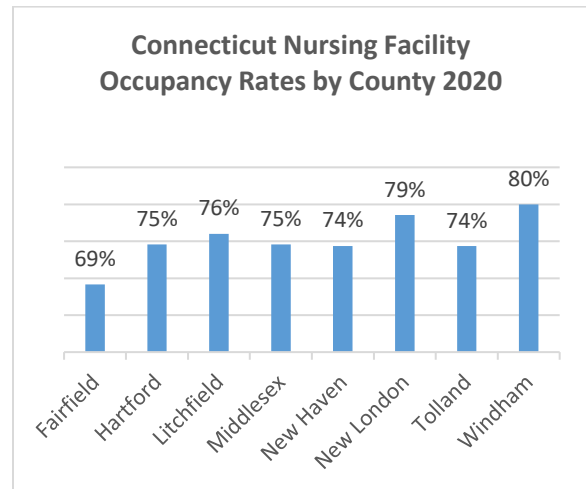 Connecticut Nursing Facility
Occupancy Rates by County 2020
69%
75%
76%
75%
74%
79%
74%
80%
Fairfield
Hartford
Litchfield
Middlesex
New Haven
New London
Tolland
Windham